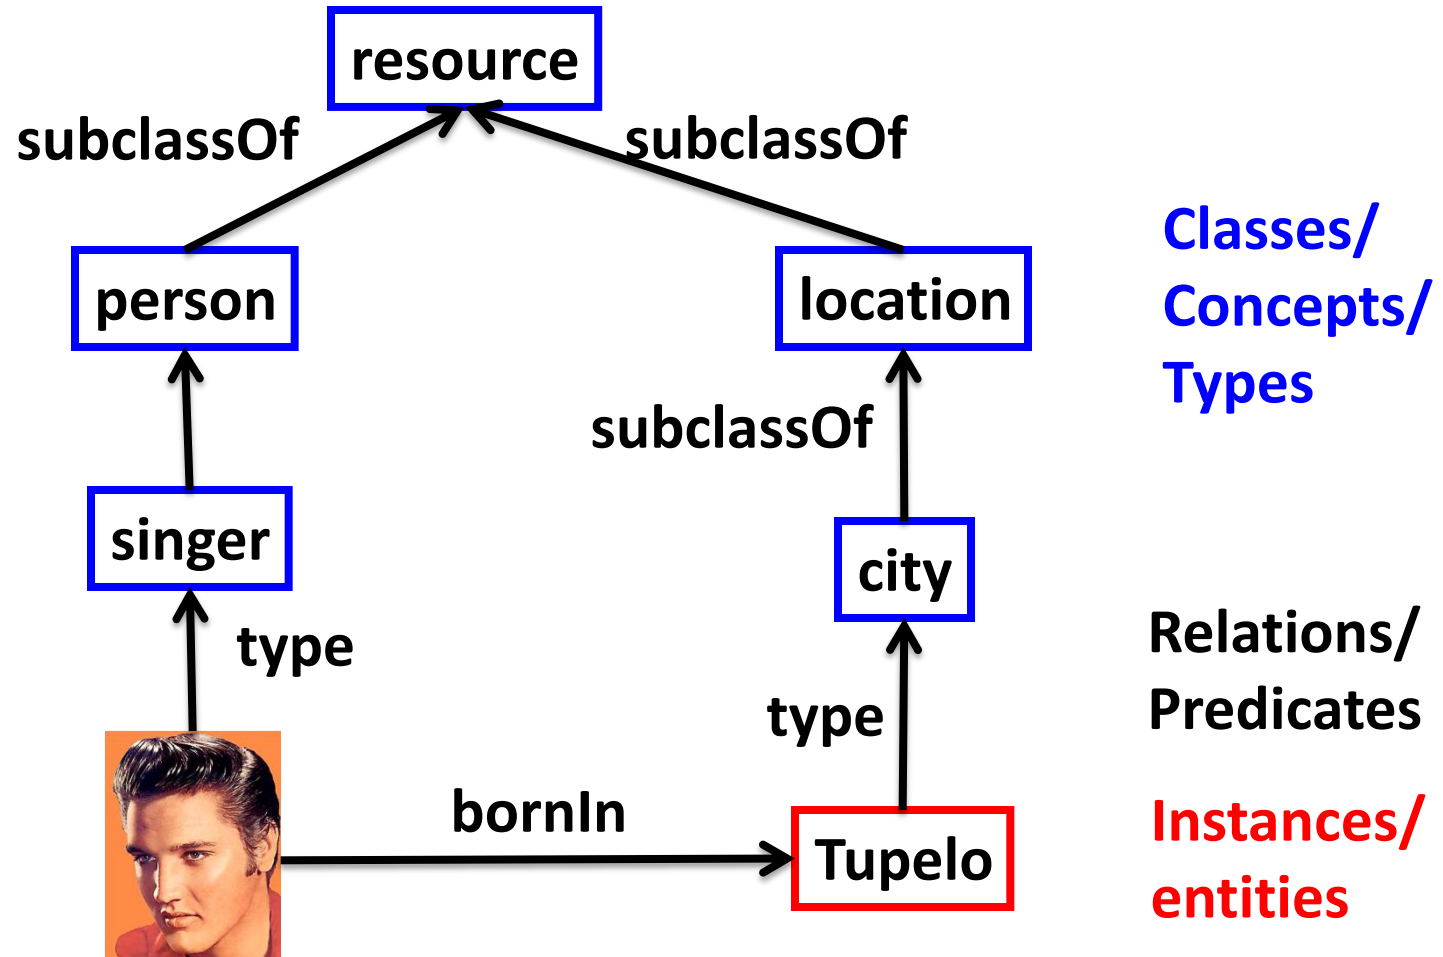 resource
subclassOf
subclassOf
person
location
Classes/
Concepts/
Types
subclassOf
singer
city
type
type
Relations/
Predicates
bornIn
Tupelo
Instances/
entities